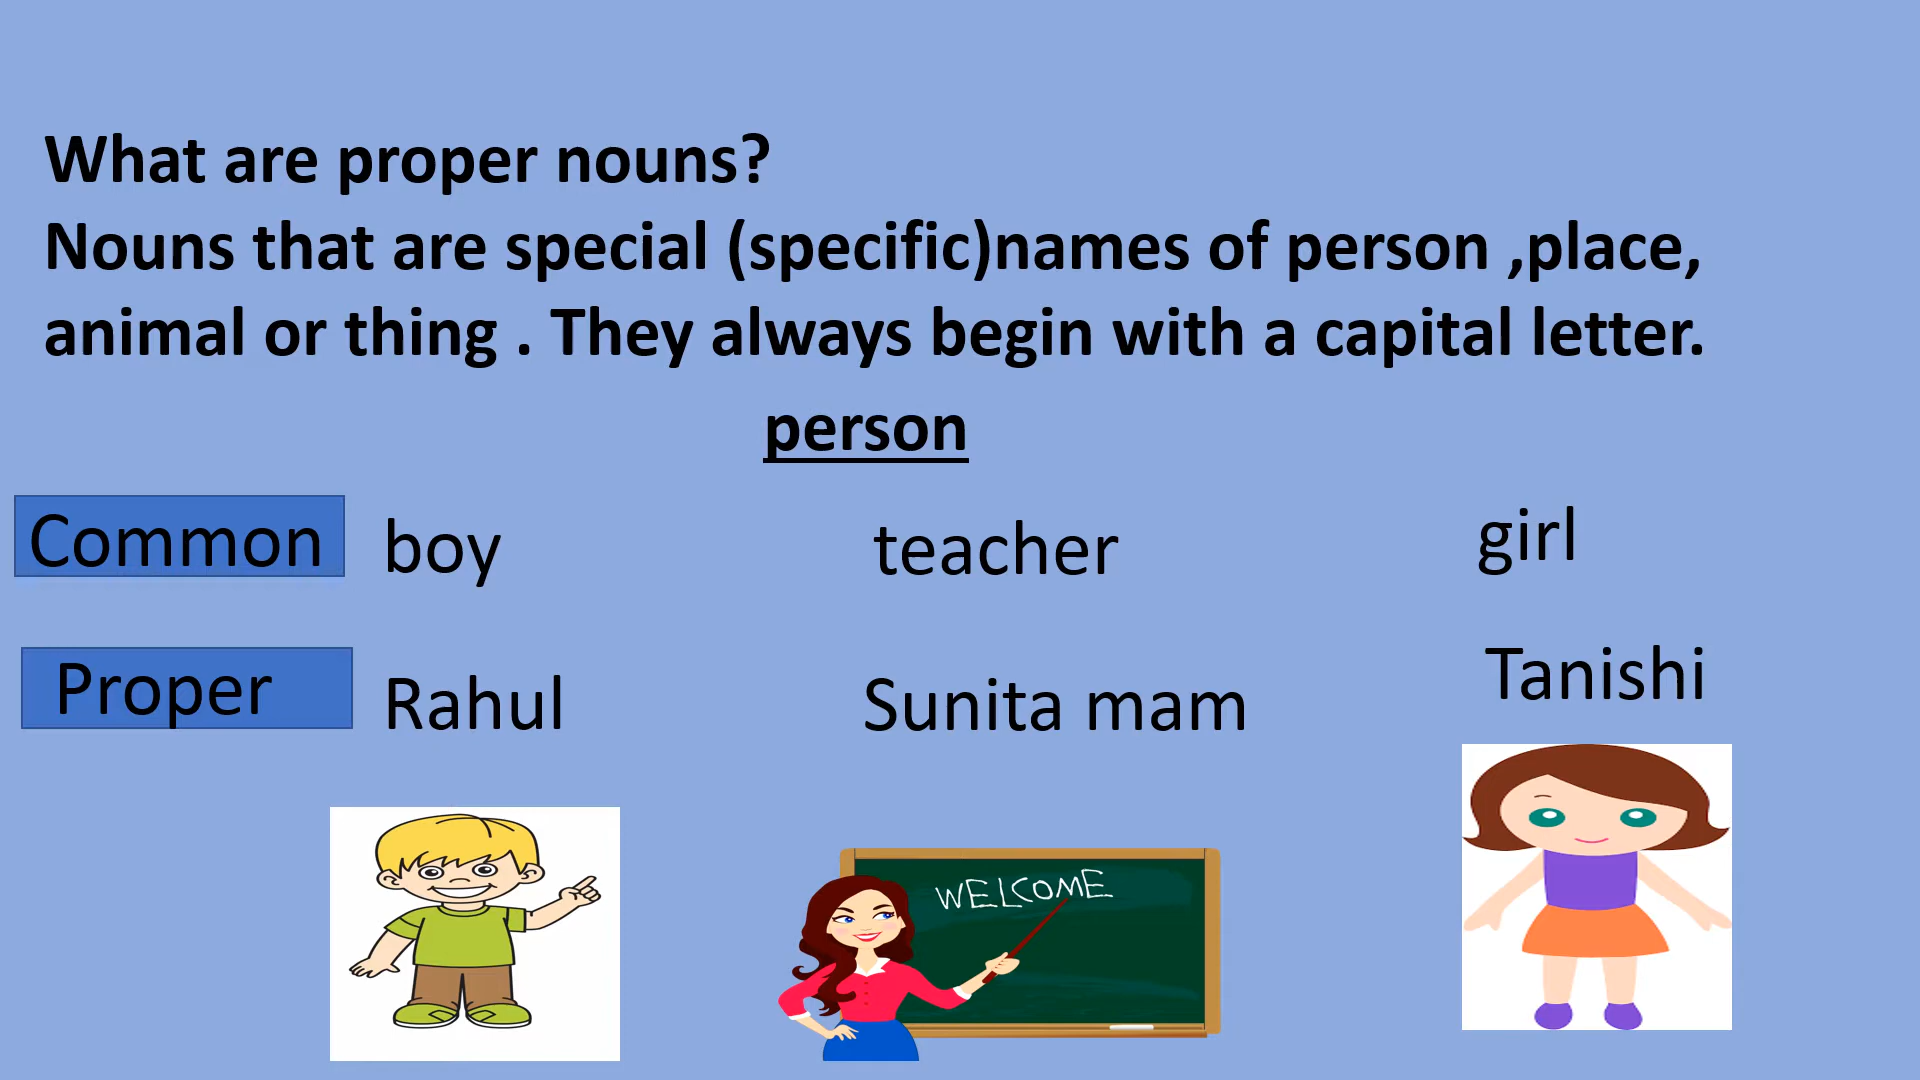 What are proper nouns?
Nouns that are special (specific)names of person ,place,
animal or thing . They always begin with a capital letter.
person
Common boy teacher girl
Proper Rahul Sunita mam Tanishi
WELCOME